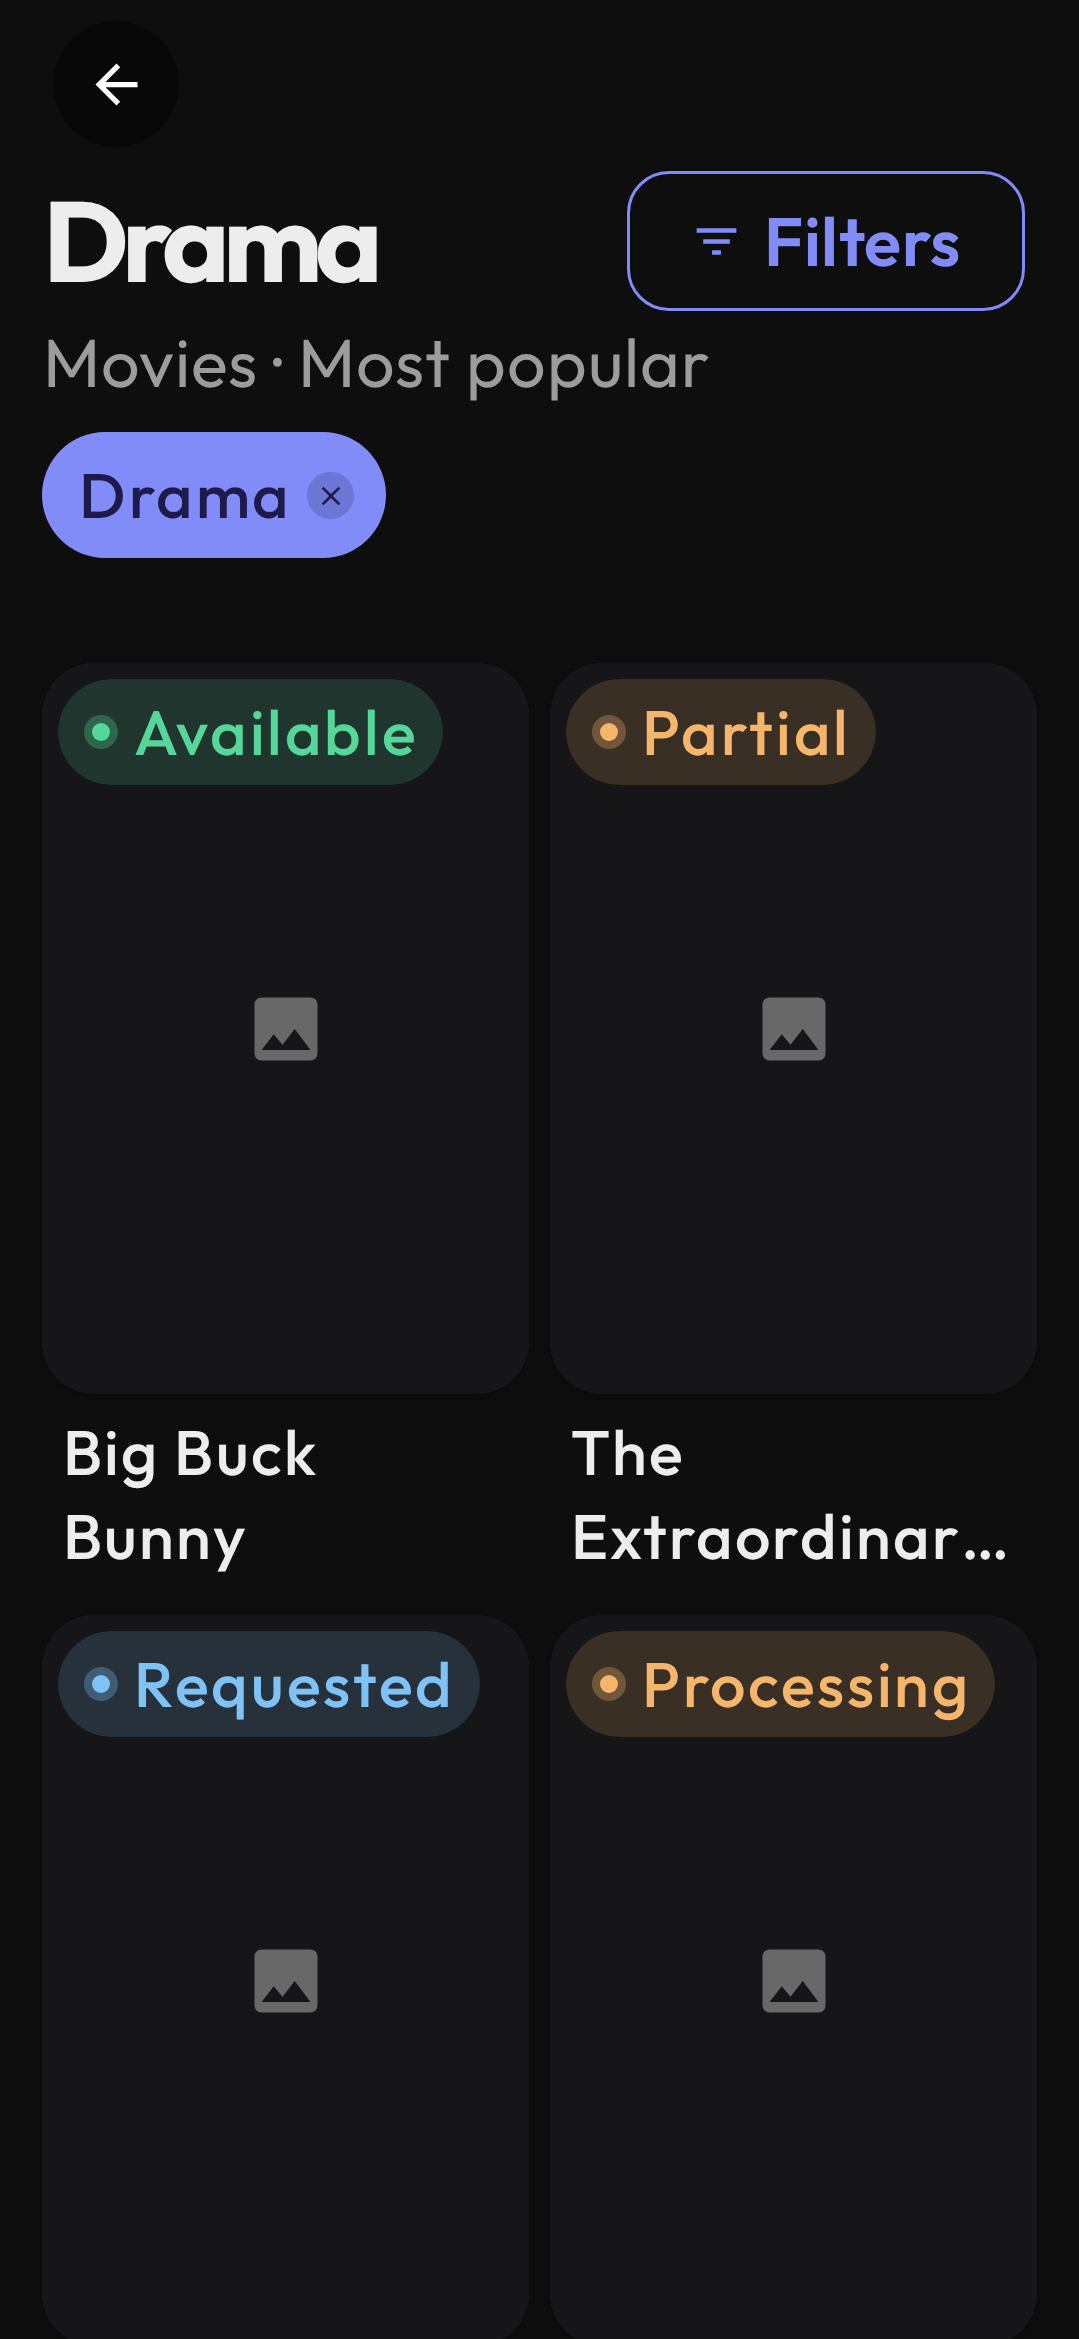 Drama
Filters
Movies · Most popular
Drama
Available
Partial
Big Buck
Bunny
The
Extraordinar...
Requested
Processing